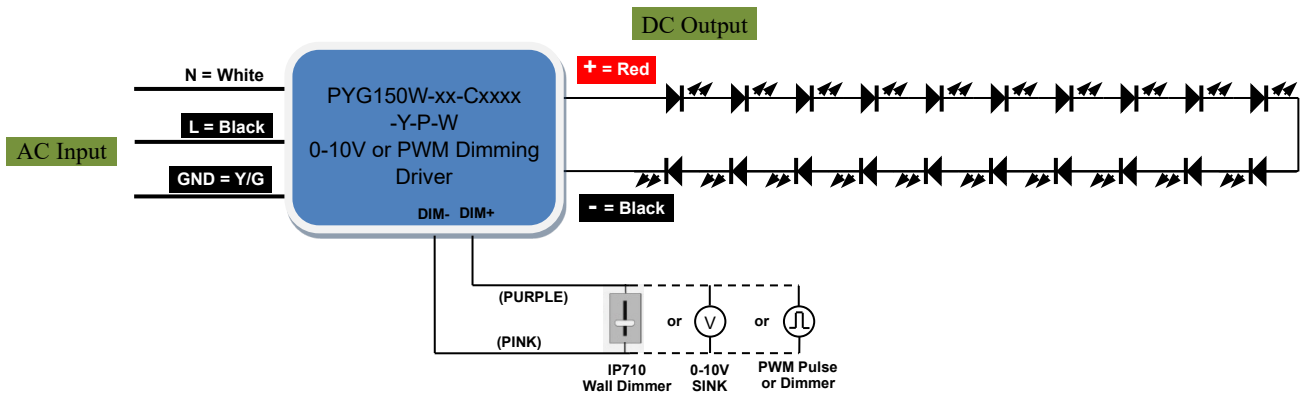 DC Output
N = White
+ = Red
PYG150W-xx-Cxxxx
-Y-P-W
0-10V or PWM Dimming
Driver
L = Black
AC Input
GND = Y/G
- = Black
DIM- DIM+
(PURPLE)
or
V
or
(PINK)
IP710
Wall Dimmer
0-10V
SINK
PWM Pulse
or Dimmer